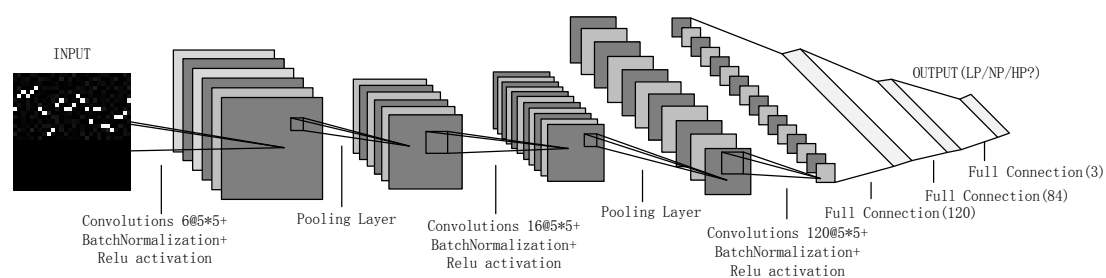 INPUT
OUTPUT(LP/NP/HP?)
Convolutions 6@5*5+
BatchNormalization+
Relu activation
Pooling Layer
Convolutions 16@5*5+
BatchNormalization+
Relu activation
Pooling Layer
Convolutions 120@5*5+
BatchNormalization+
Relu activation
Full Connection(120)
Full Connection(84)
Full Connection(3)